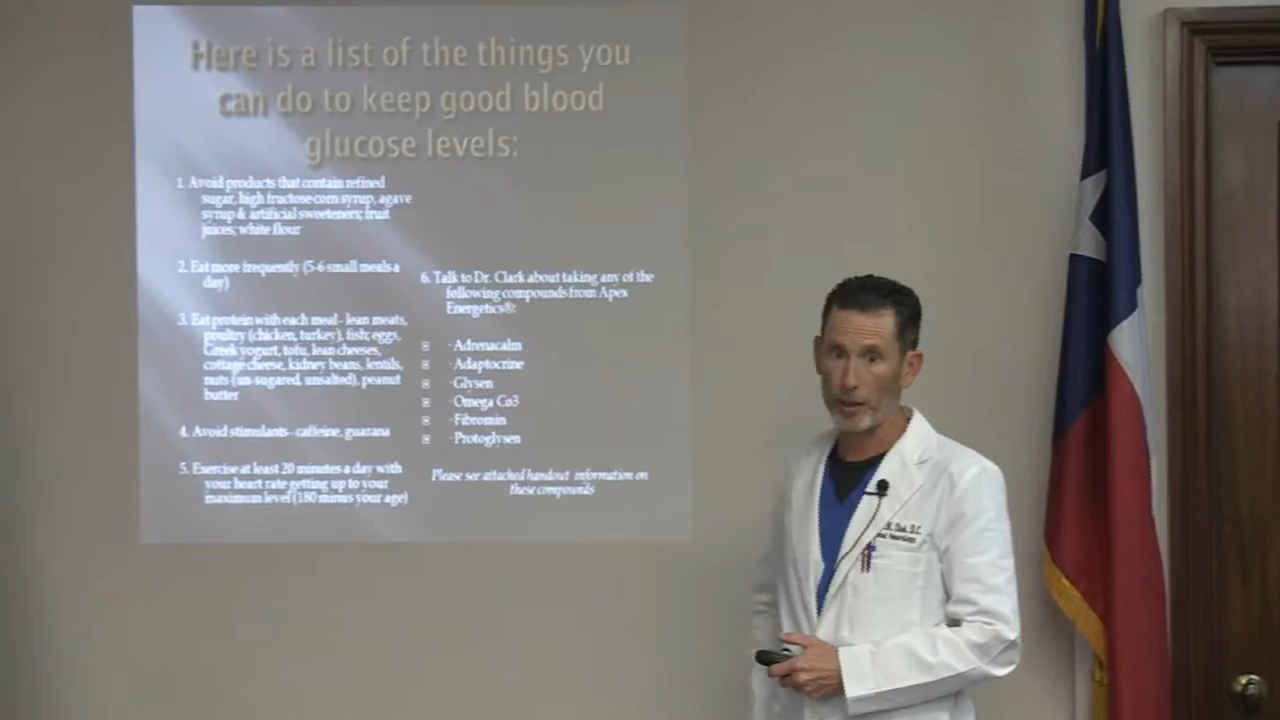 Here is a list of the things you
can do to keep good blood
glucose levels:
1. Avoid products that contain refined
sugar, high fructose corn syrup, agave
syrup & artificial sweeteners; fruit
juices; white flour
2. Eat more frequently (5-6 small meals a
day)
3. Eat protein with each meal - lean meats,
poultry (chicken, turkey), fish, eggs,
Greek yogurt, tofu, lean cheeses,
cottage cheese, kidney beans, lentils,
nuts (un-sugared, unsalted), peanut
butter
4. Avoid stimulants - caffeine, guarana
5. Exercise at least 20 minutes a day with
your heart rate getting up to your
maximum level (180 minus your age)
6. Talk to Dr. Clark about taking any of the
following compounds from Apex
Energetics®:
·Adrenacalm
·Adaptocrine
·Glysen
·Omega Co3
·Fibromin
·Protoglysen
Please see attached handout information on
these compounds
Clark, D.C.
Neurology